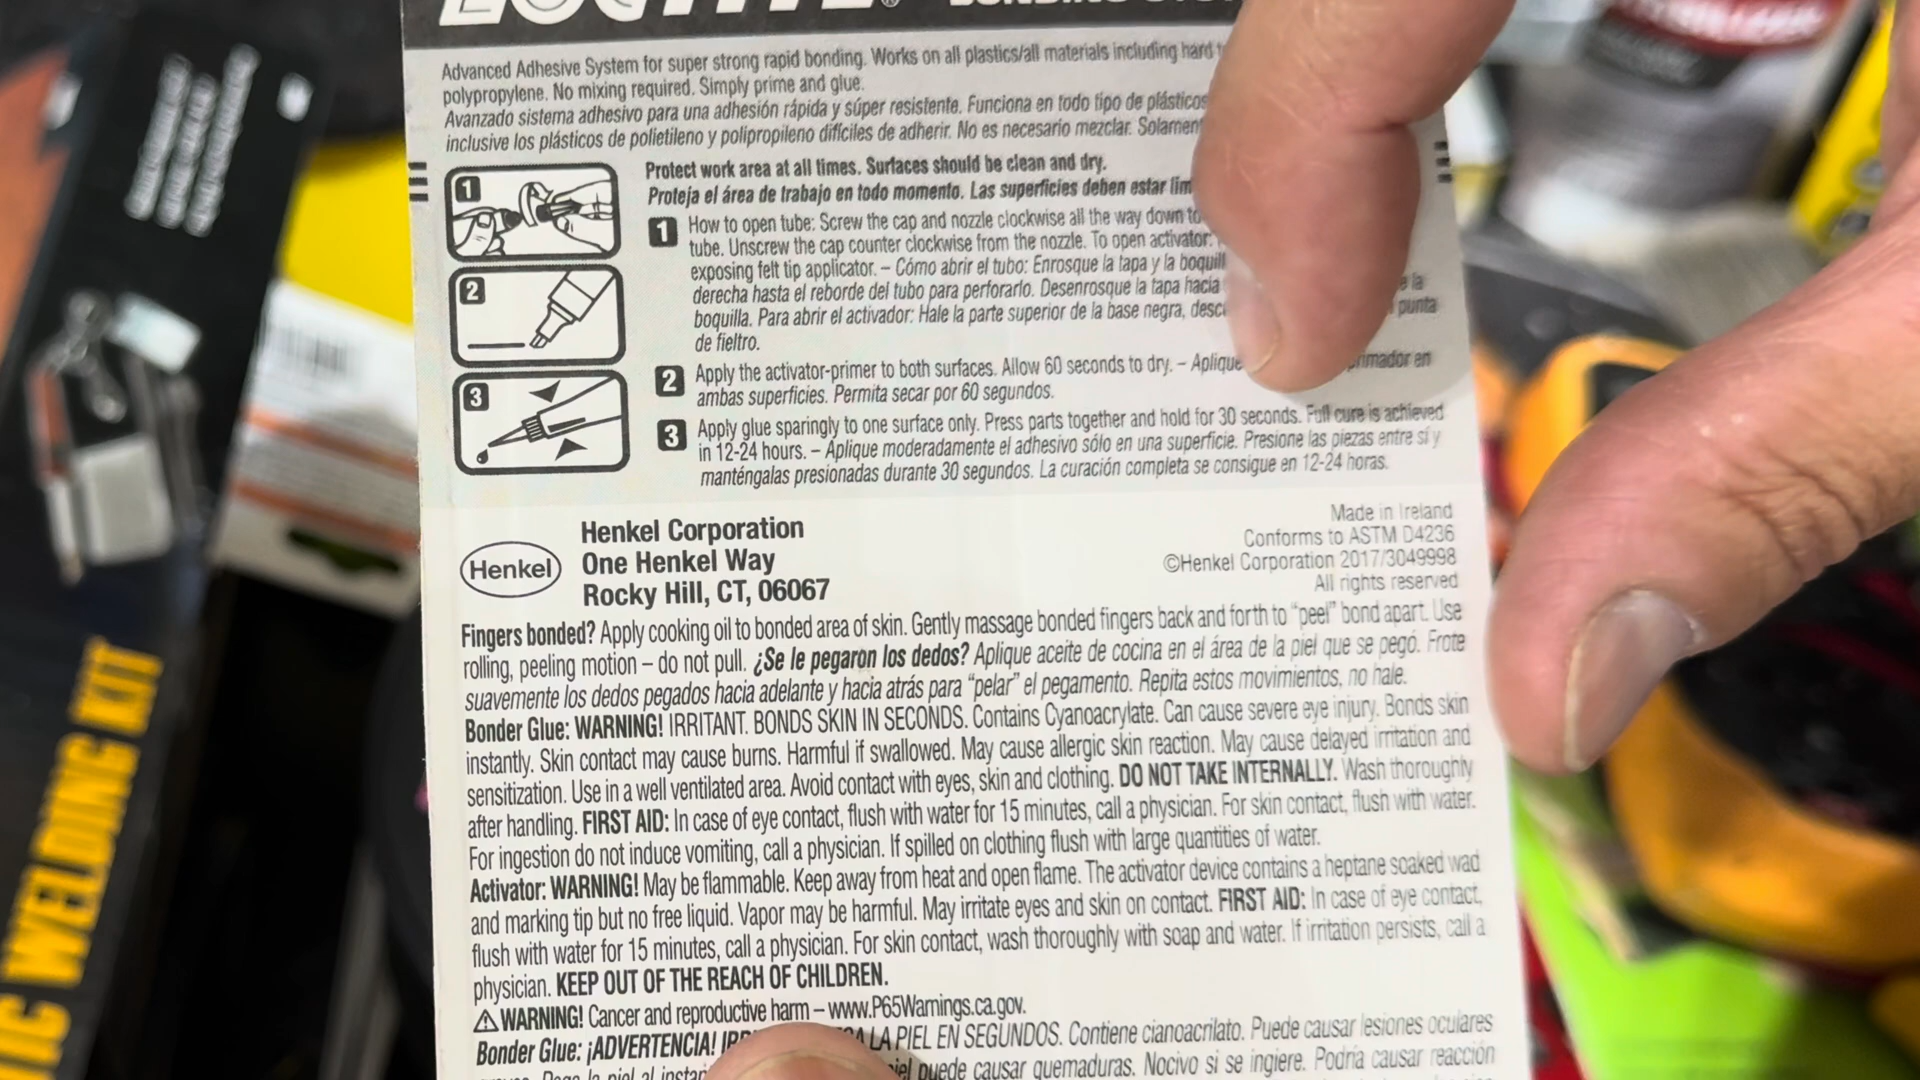 LOCTITE®
Advanced Adhesive System for super strong rapid bonding. Works on all plastics/all materials including hard
polypropylene. No mixing required. Simply prime and glue.
Avanzado sistema adhesivo para una adhesión rápida y súper resistente. Funciona en todo tipo de plásticos
inclusive los plásticos de polietileno y polipropileno difíciles de adherir. No es necesario mezclar.
Protect work area at all times. Surfaces should be clean and dry.
Proteja el área de trabajo en todo momento. Las superficies deben estar
1 How to open tube: Screw the cap and nozzle clockwise all the way down to
tube. Unscrew the cap counter clockwise from the nozzle. To open activator:
exposing felt tip applicator. – Cómo abrir el tubo: Enrosque la tapa y la
derecha hasta el reborde del tubo para perforarlo. Desenrosque la tapa hacia la
boquilla. Para abrir el activador: Hale la parte superior de la base negra, punta
de fieltro.
2 Apply the activator-primer to both surfaces. Allow 60 seconds to dry. – Aplique en
ambas superficies. Permita secar por 60 segundos.
3 Apply glue sparingly to one surface only. Press parts together and hold for 30 seconds. Full cure is achieved
in 12-24 hours. – Aplique moderadamente el adhesivo sólo en una superficie. Presione las piezas entre sí y
manténgalas presionadas durante 30 segundos. La curación completa se consigue en 12-24 horas.
1
2
3
Henkel
Henkel Corporation
One Henkel Way
Rocky Hill, CT, 06067
Made in Ireland
Conforms to ASTM D4236
©Henkel Corporation 2017/3049998
All rights reserved
Fingers bonded? Apply cooking oil to bonded area of skin. Gently massage bonded fingers back and forth to "peel" bond apart. Use
rolling, peeling motion – do not pull. ¿Se le pegaron los dedos? Aplique aceite de cocina en el área de la piel que se pegó. Frote
suavemente los dedos pegados hacia adelante y hacia atrás para "pelar" el pegamento. Repita estos movimientos, no hale.
Bonder Glue: WARNING! IRRITANT. BONDS SKIN IN SECONDS. Contains Cyanoacrylate. Can cause severe eye injury. Bonds skin
instantly. Skin contact may cause burns. Harmful if swallowed. May cause allergic skin reaction. May cause delayed irritation and
sensitization. Use in a well ventilated area. Avoid contact with eyes, skin and clothing. DO NOT TAKE INTERNALLY. Wash thoroughly
after handling. FIRST AID: In case of eye contact, flush with water for 15 minutes, call a physician. For skin contact, flush with water.
For ingestion do not induce vomiting, call a physician. If spilled on clothing flush with large quantities of water.
Activator: WARNING! May be flammable. Keep away from heat and open flame. The activator device contains a heptane soaked wad
and marking tip but no free liquid. Vapor may be harmful. May irritate eyes and skin on contact. FIRST AID: In case of eye contact,
flush with water for 15 minutes, call a physician. For skin contact, wash thoroughly with soap and water. If irritation persists, call a
physician. KEEP OUT OF THE REACH OF CHILDREN.
⚠WARNING! Cancer and reproductive harm – www.P65Warnings.ca.gov.
Bonder Glue: ¡ADVERTENCIA! LA PIEL EN SEGUNDOS. Contiene cianoacrilato. Puede causar lesiones oculares
puede causar quemaduras. Nocivo si se ingiere. Podría causar reacción
WELDING KIT